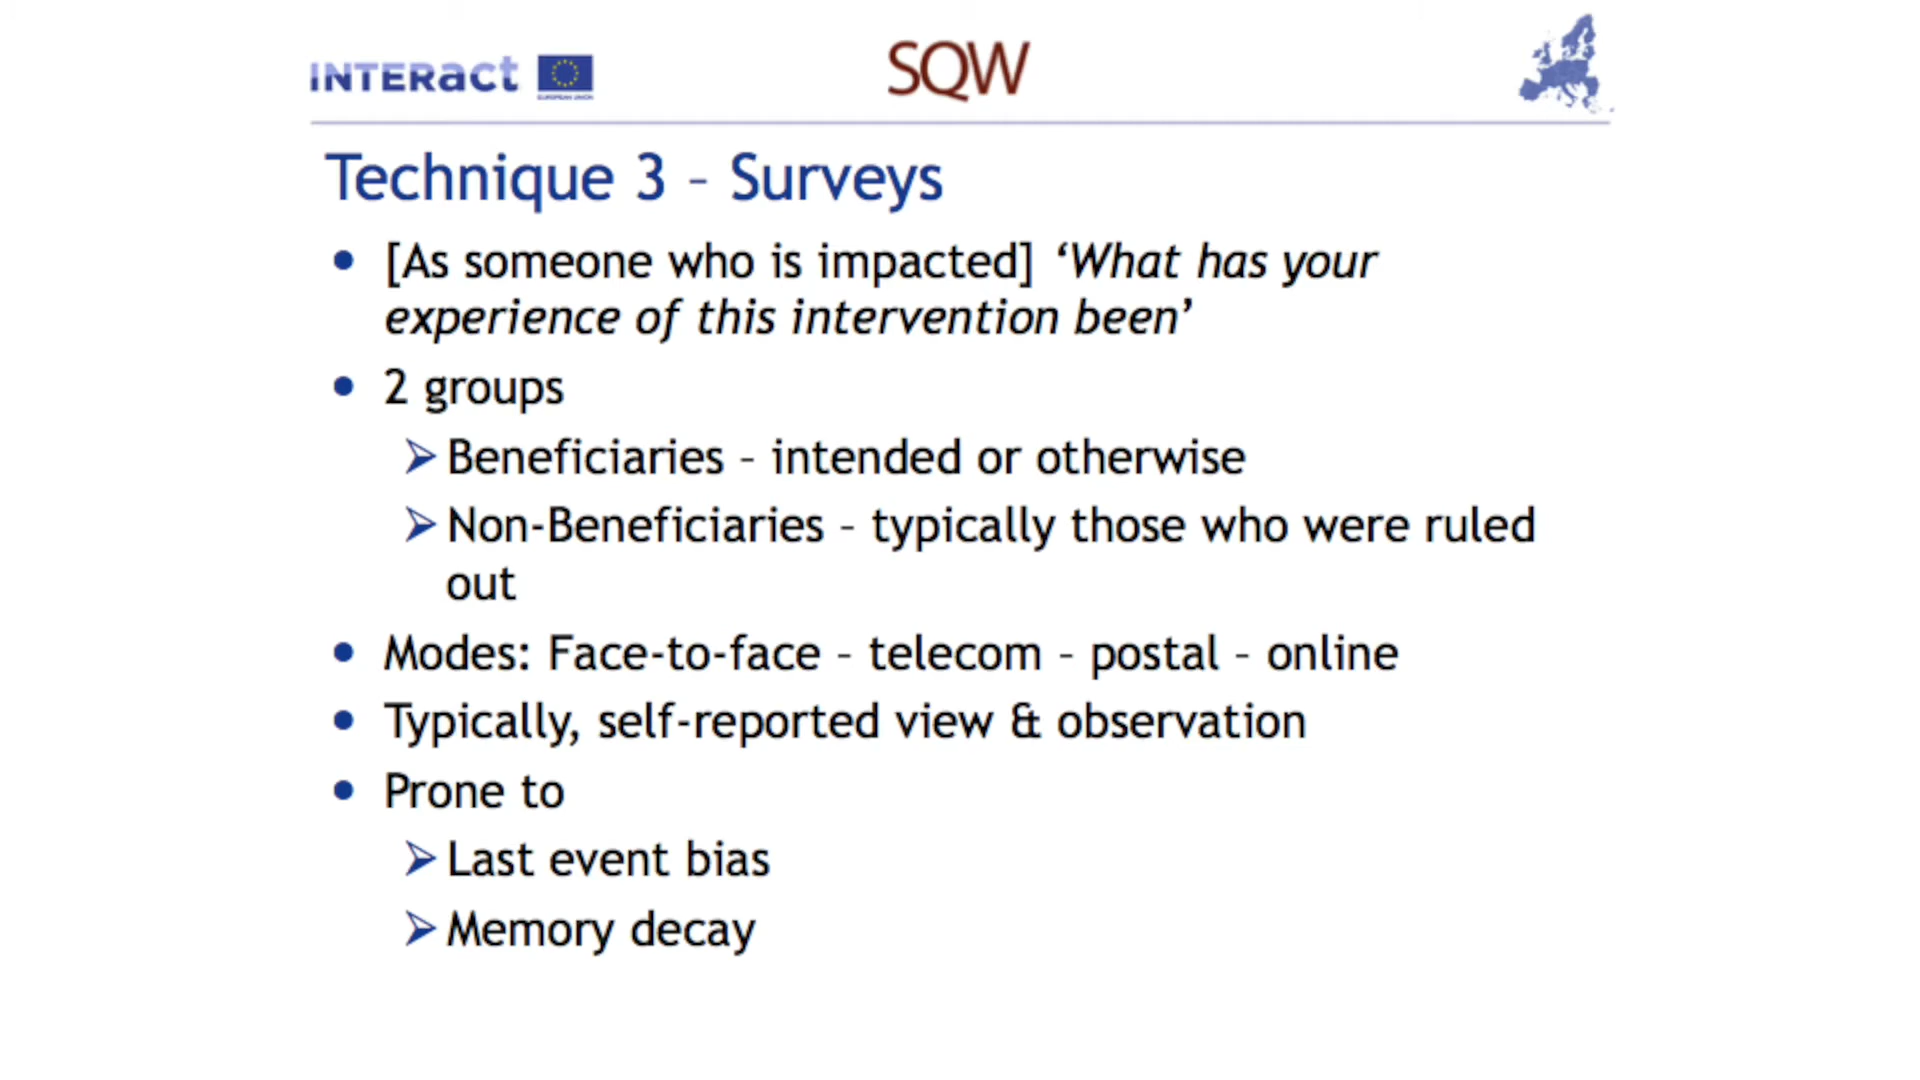 INTERact
EUROPEAN UNION
SQW
Technique 3 – Surveys
• [As someone who is impacted] ‘What has your
experience of this intervention been’
• 2 groups
➢ Beneficiaries – intended or otherwise
➢ Non-Beneficiaries – typically those who were ruled
out
• Modes: Face-to-face – telecom – postal – online
• Typically, self-reported view & observation
• Prone to
➢ Last event bias
➢ Memory decay